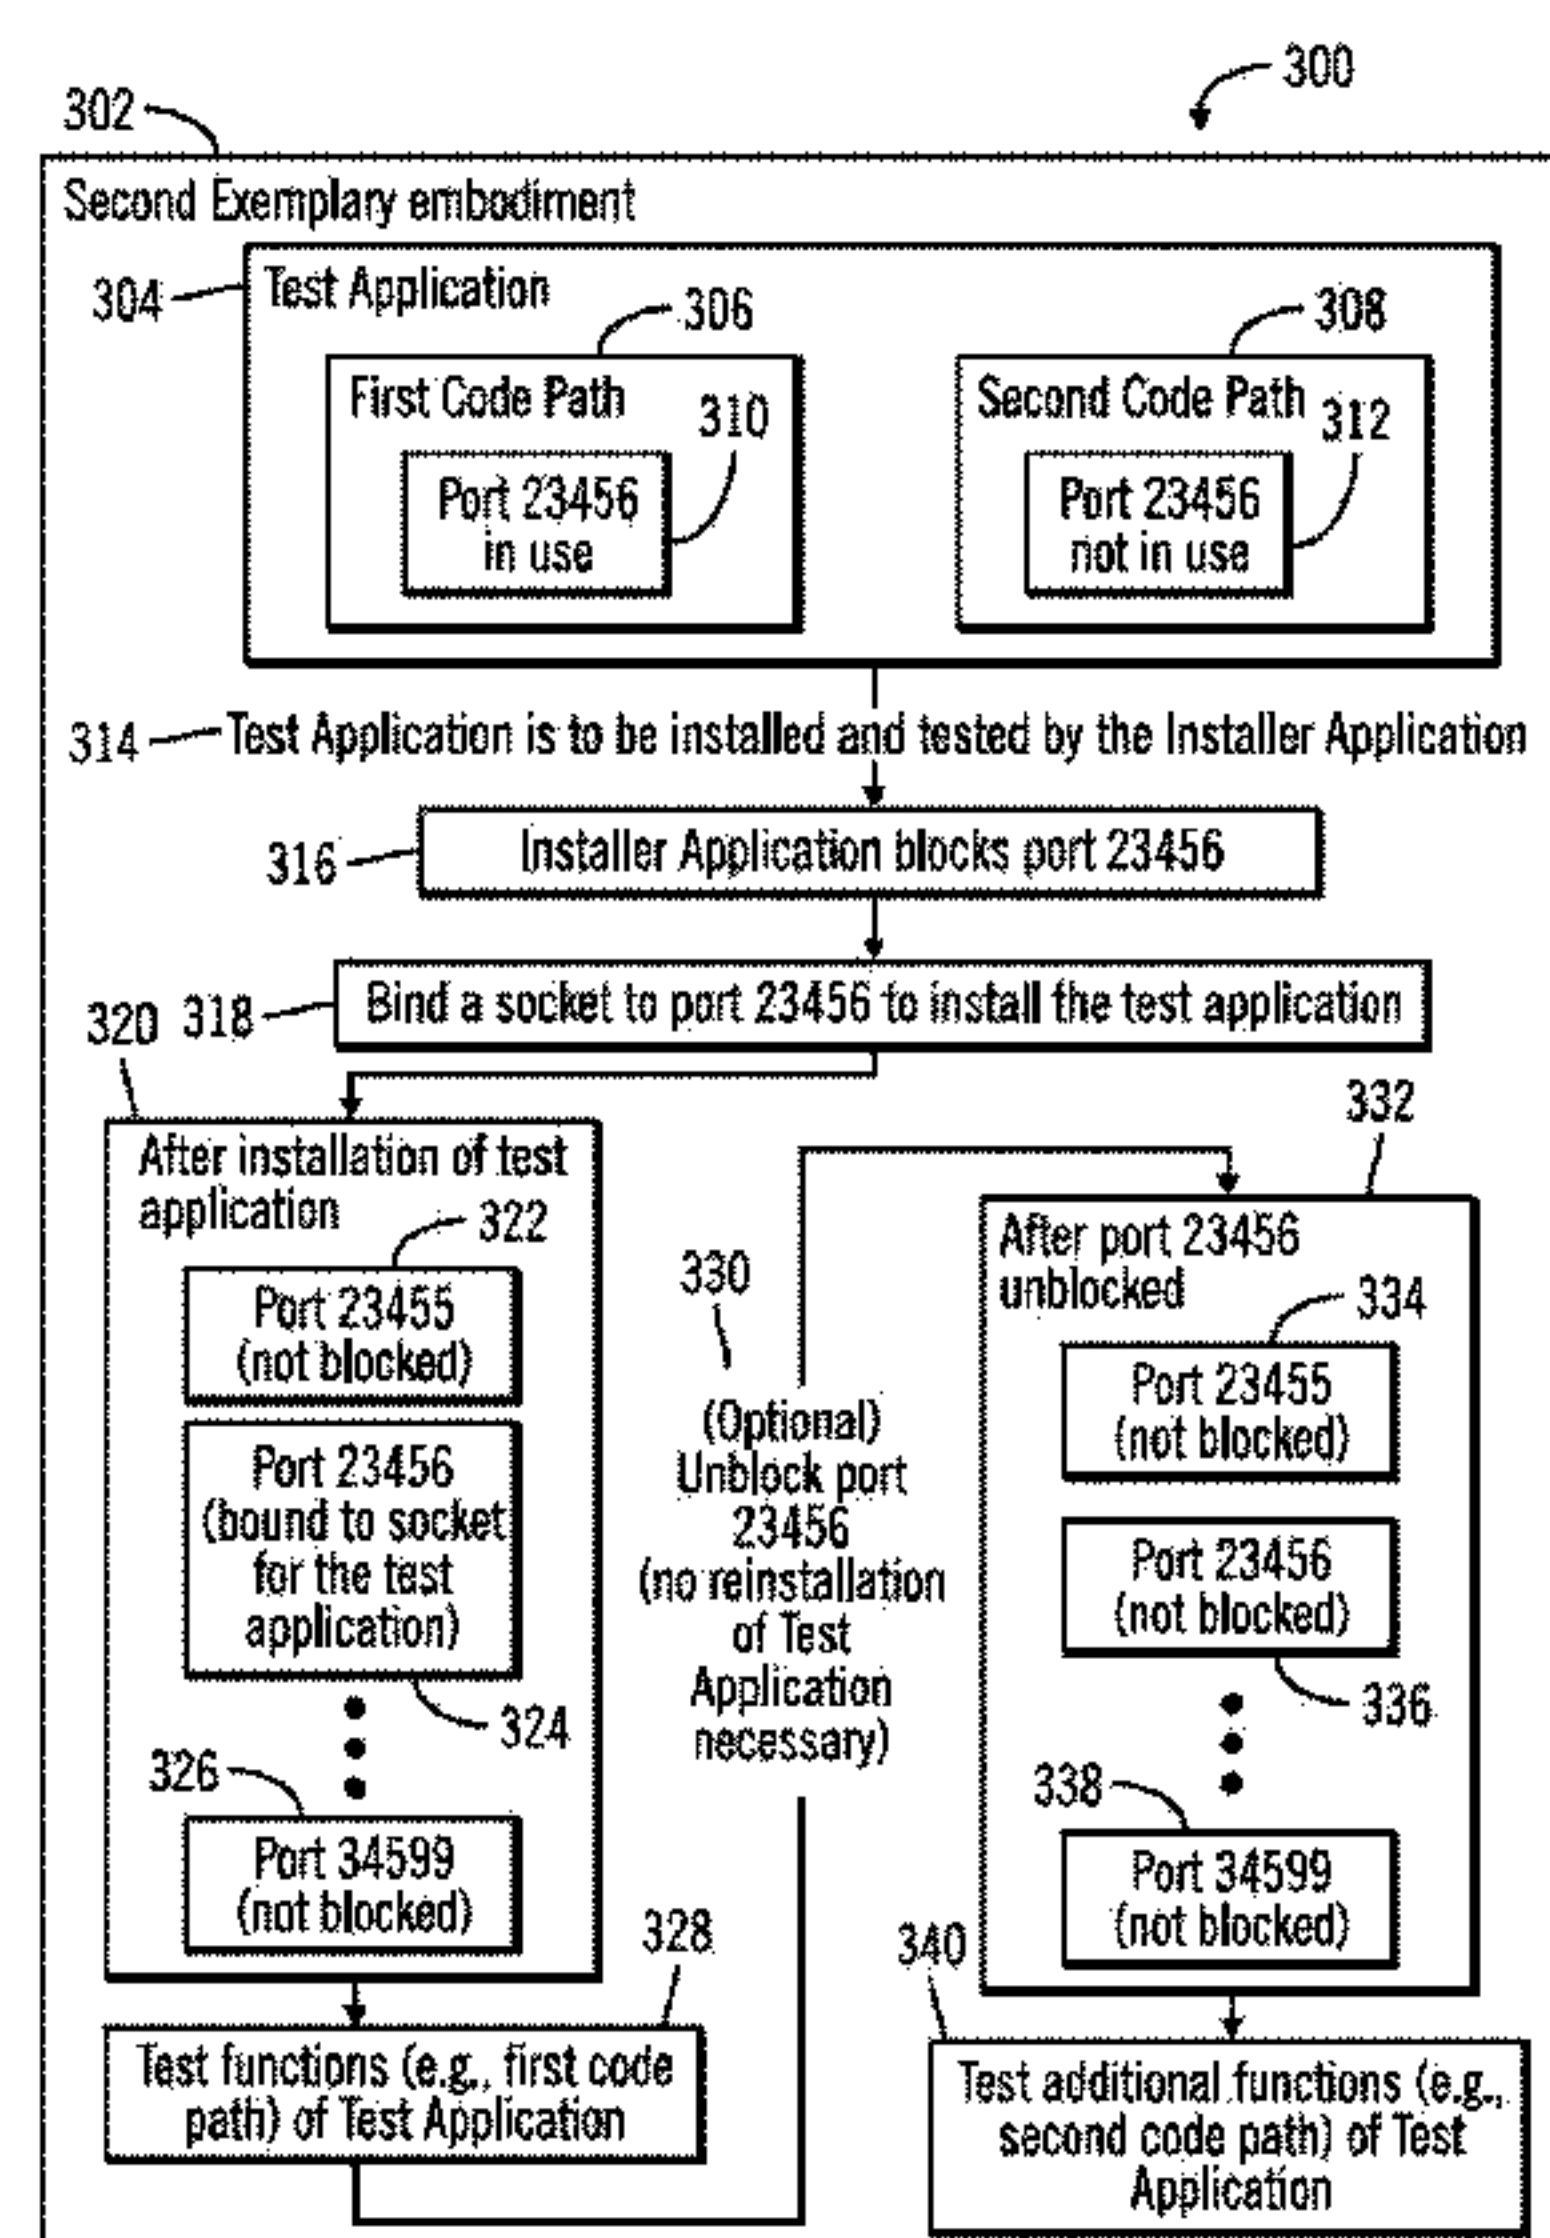 300
302
Second Exemplary embodiment
304
Test Application
306
308
First Code Path
310
Second Code Path
312
Port 23456
in use
Port 23456
not in use
314
Test Application is to be installed and tested by the Installer Application
316
Installer Application blocks port 23456
318
Bind a socket to port 23456 to install the test application
320
After installation of test
application
322
Port 23455
(not blocked)
Port 23456
(bound to socket
for the test
application)
324
326
Port 34599
(not blocked)
328
Test functions (e.g., first code
path) of Test Application
330
(Optional)
Unblock port
23456
(no reinstallation
of Test
Application
necessary)
332
After port 23456
unblocked
334
Port 23455
(not blocked)
Port 23456
(not blocked)
336
338
Port 34599
(not blocked)
340
Test additional functions (e.g.,
second code path) of Test
Application